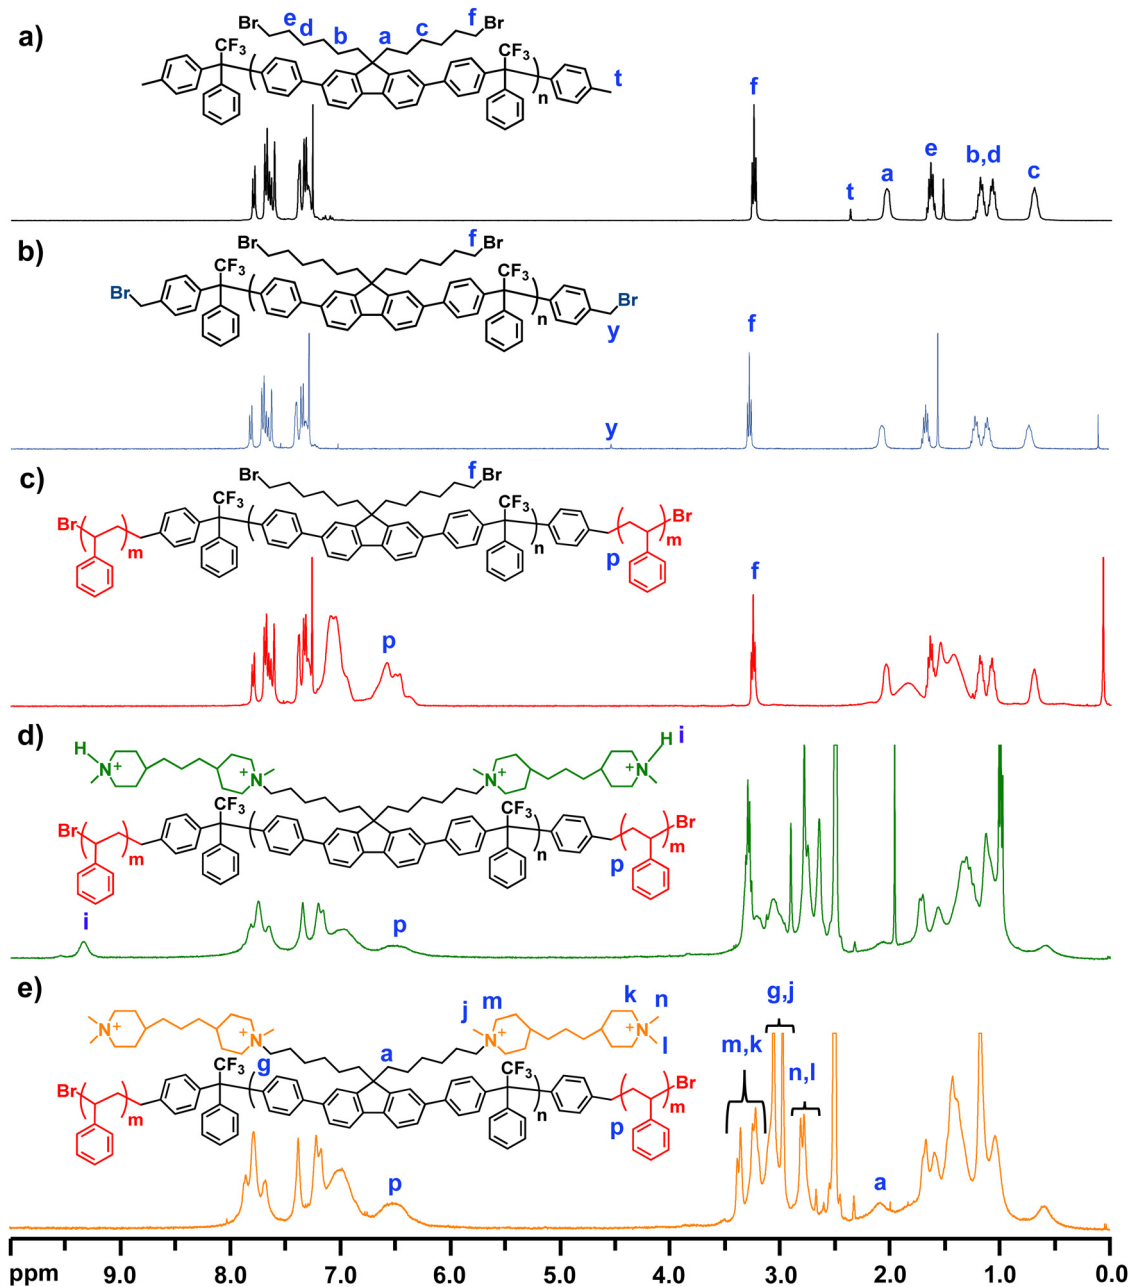 a)
Br e d b a c f Br
CF3 CF3
n t
f
e b,d
t a c
b)
Br f Br
CF3 CF3
Br Br
n y
f
y
c)
Br f Br
CF3 CF3
Br Br
m n p m
f
p
d)
H H i
N+ N+ N+ N+
CF3 CF3
Br Br
m n p m
i p
e)
j m k n
N+ N+ N+ N+
g a l
CF3 CF3
Br Br
m n p m
g,j
m,k n,l
p a
ppm 9.0 8.0 7.0 6.0 5.0 4.0 3.0 2.0 1.0 0.0